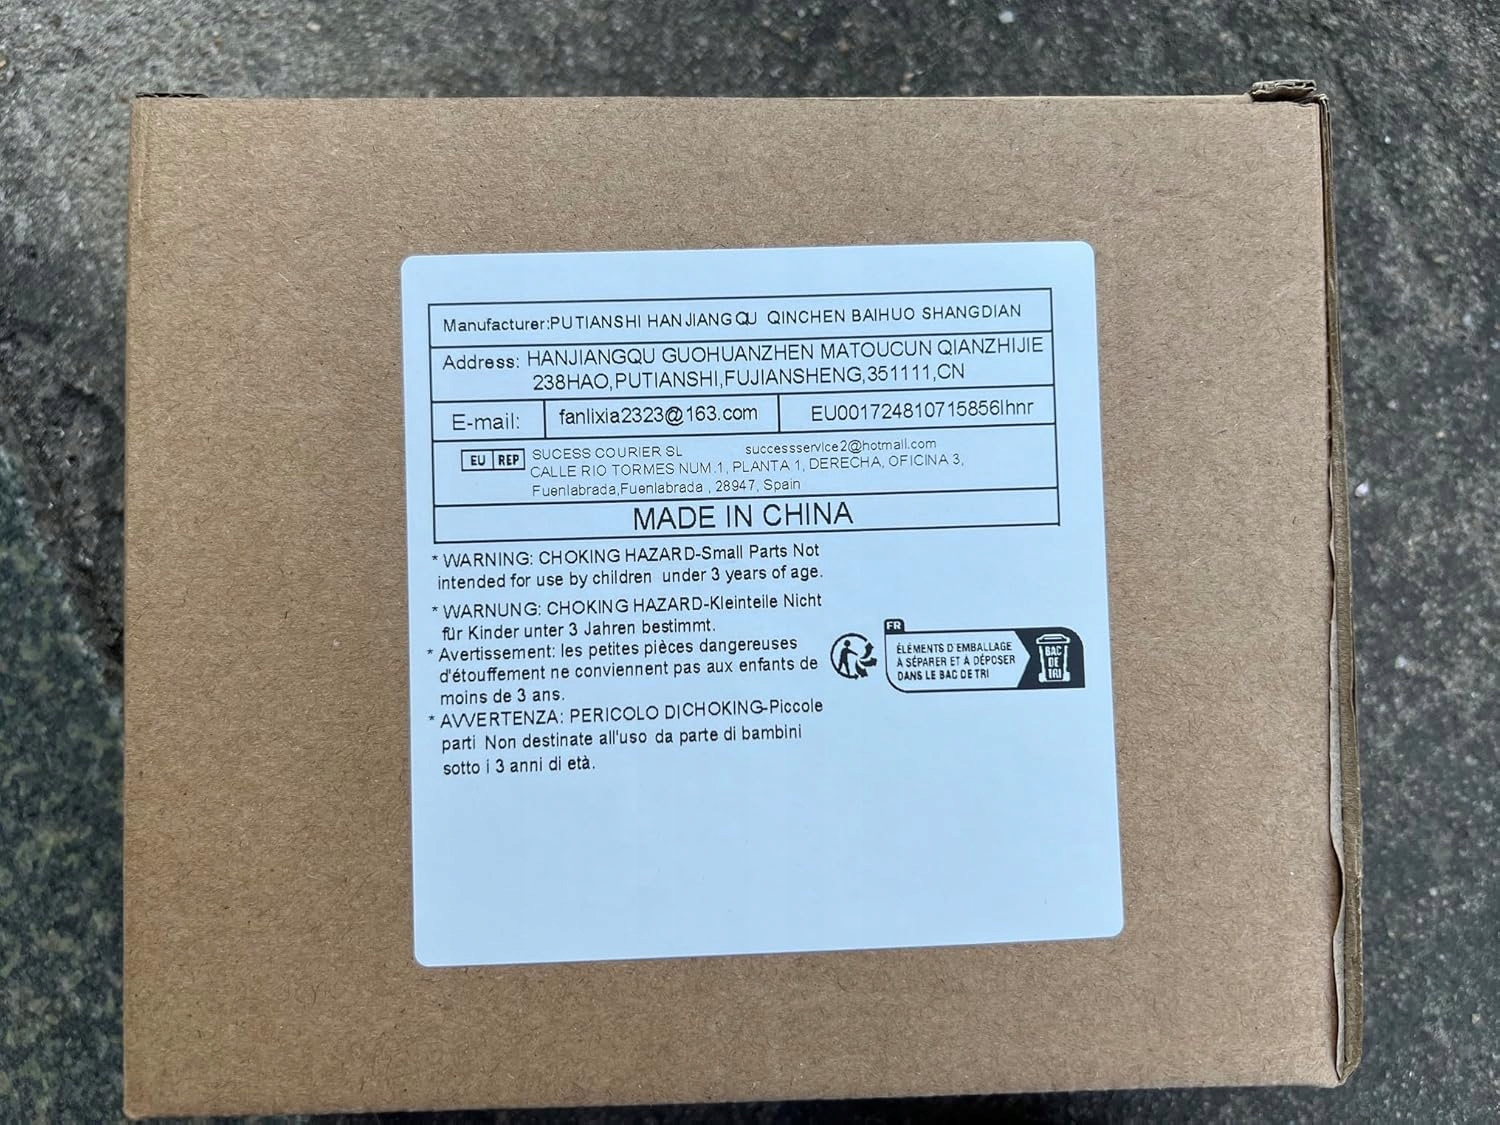 Manufacturer:PUTIANSHI HANJIANGQU QINCHEN BAIHUO SHANGDIAN
Address: HANJIANGQU GUOHUANZHEN MATOUCUN QIANZHIJIE
238HAO,PUTIANSHI,FUJIANSHENG,351111,CN
E-mail: fanlixia2323@163.com EU001724810715856lhnr
EU REP SUCESS COURIER SL successservice2@hotmail.com
CALLE RIO TORMES NUM.1, PLANTA 1, DERECHA, OFICINA 3,
Fuenlabrada,Fuenlabrada , 28947, Spain
MADE IN CHINA
* WARNING: CHOKING HAZARD-Small Parts Not
intended for use by children under 3 years of age.
* WARNUNG: CHOKING HAZARD-Kleinteile Nicht
für Kinder unter 3 Jahren bestimmt.
* Avertissement: les petites pièces dangereuses
d'étouffement ne conviennent pas aux enfants de
moins de 3 ans.
* AVVERTENZA: PERICOLO DICHOKING-Piccole
parti Non destinate all'uso da parte di bambini
sotto i 3 anni di età.
FR
ÉLÉMENTS D'EMBALLAGE
À SÉPARER ET À DÉPOSER
DANS LE BAC DE TRI
BAC
DE
TRI